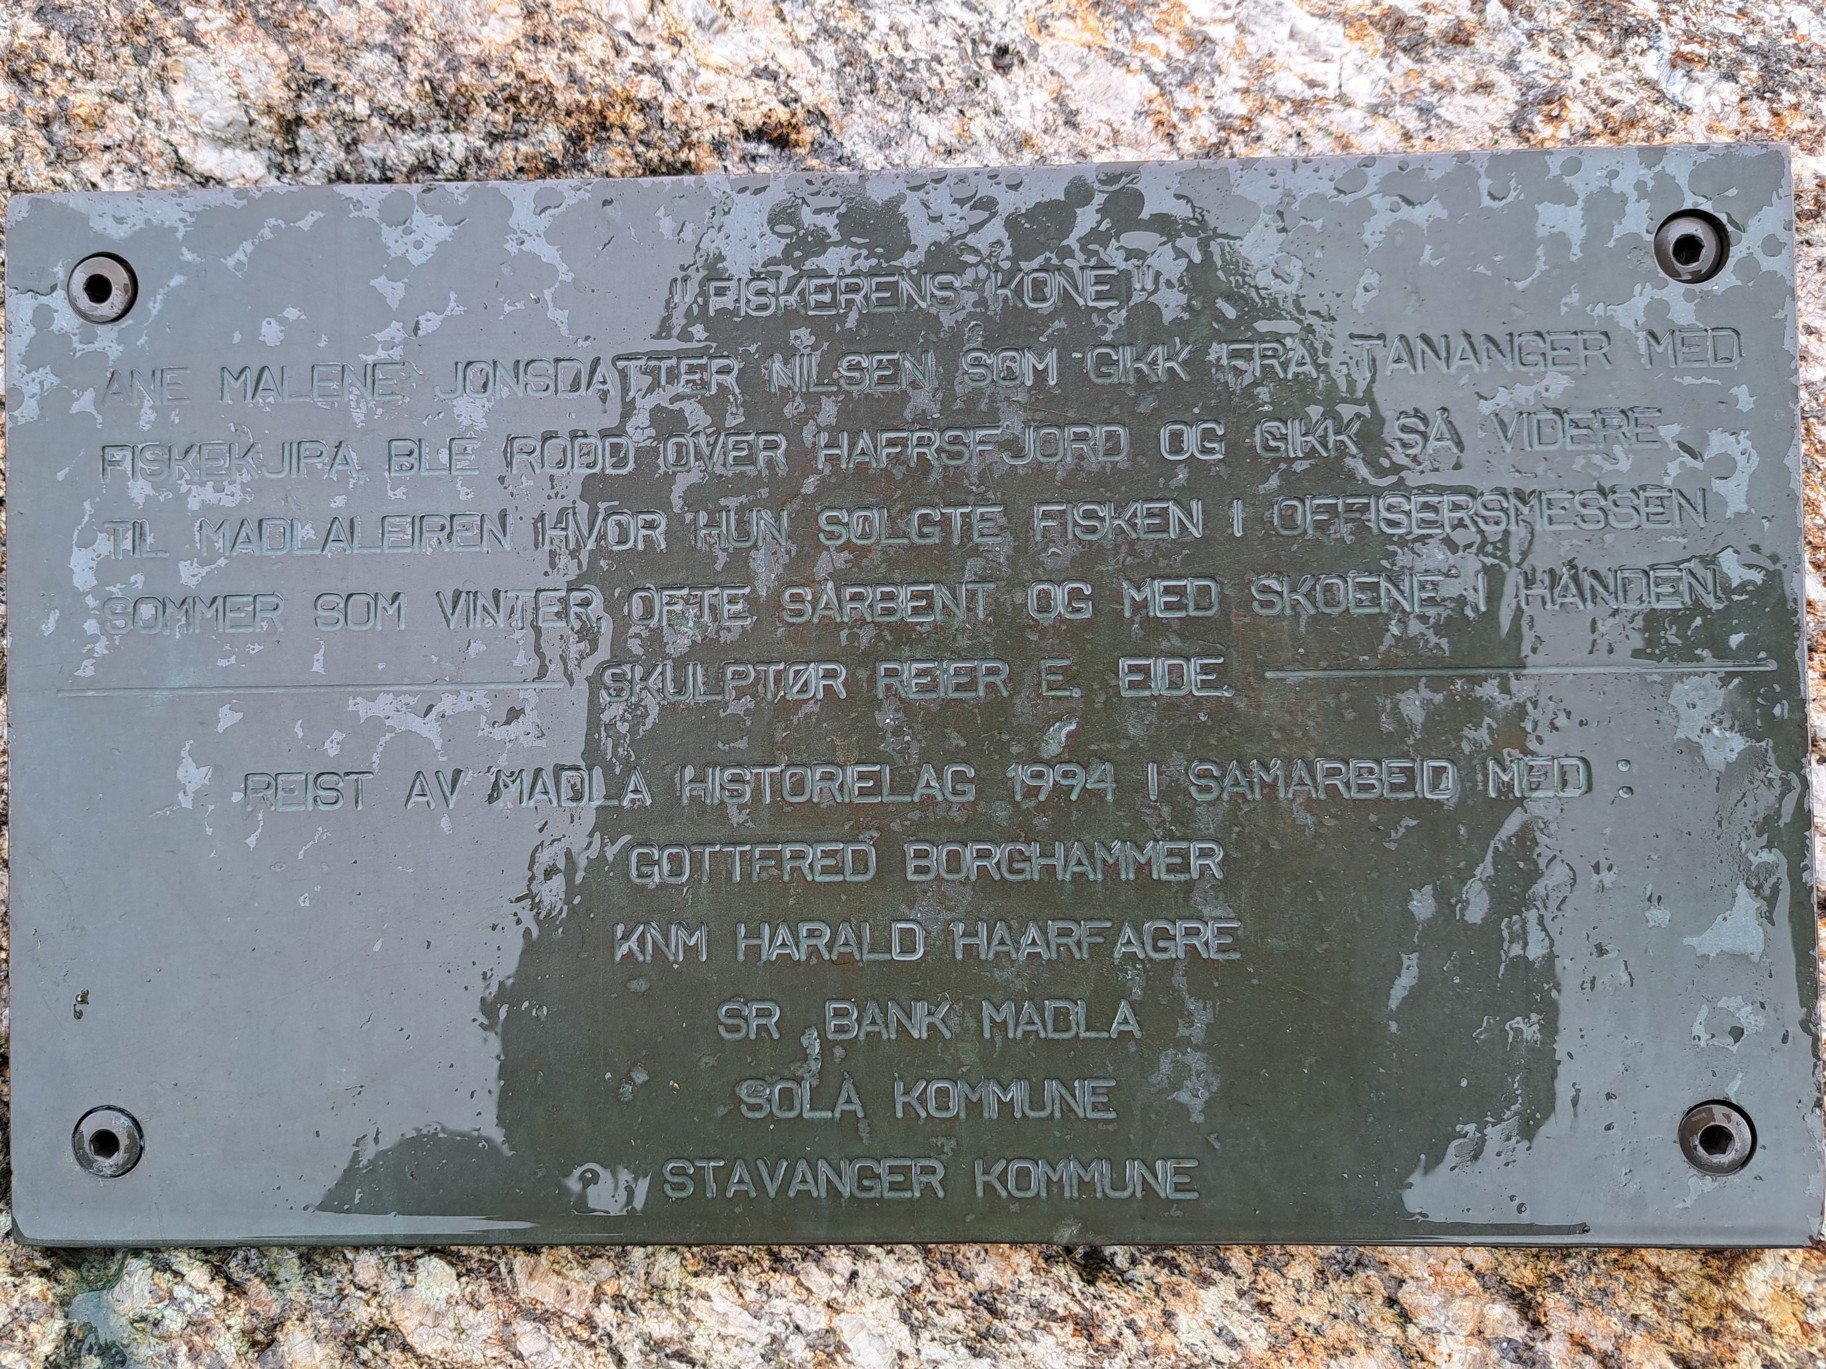 "FISKERENS KONE"
ANE MALENE JONSDATTER NILSEN SOM GIKK FRA TANANGER MED
FISKEKJIPA BLE RODD OVER HAFRSFJORD OG GIKK SÅ VIDERE
TIL MADLALEIREN HVOR HUN SOLGTE FISKEN I OFFISERSMESSEN
SOMMER SOM VINTER, OFTE SARBENT OG MED SKOENE I HÅNDEN.
SKULPTØR REIER E. EIDE.
REIST AV MADLA HISTORIELAG 1994 I SAMARBEID MED :
GOTTFRED BORGHAMMER
KNM HARALD HAARFAGRE
SR BANK MADLA
SOLA KOMMUNE
STAVANGER KOMMUNE